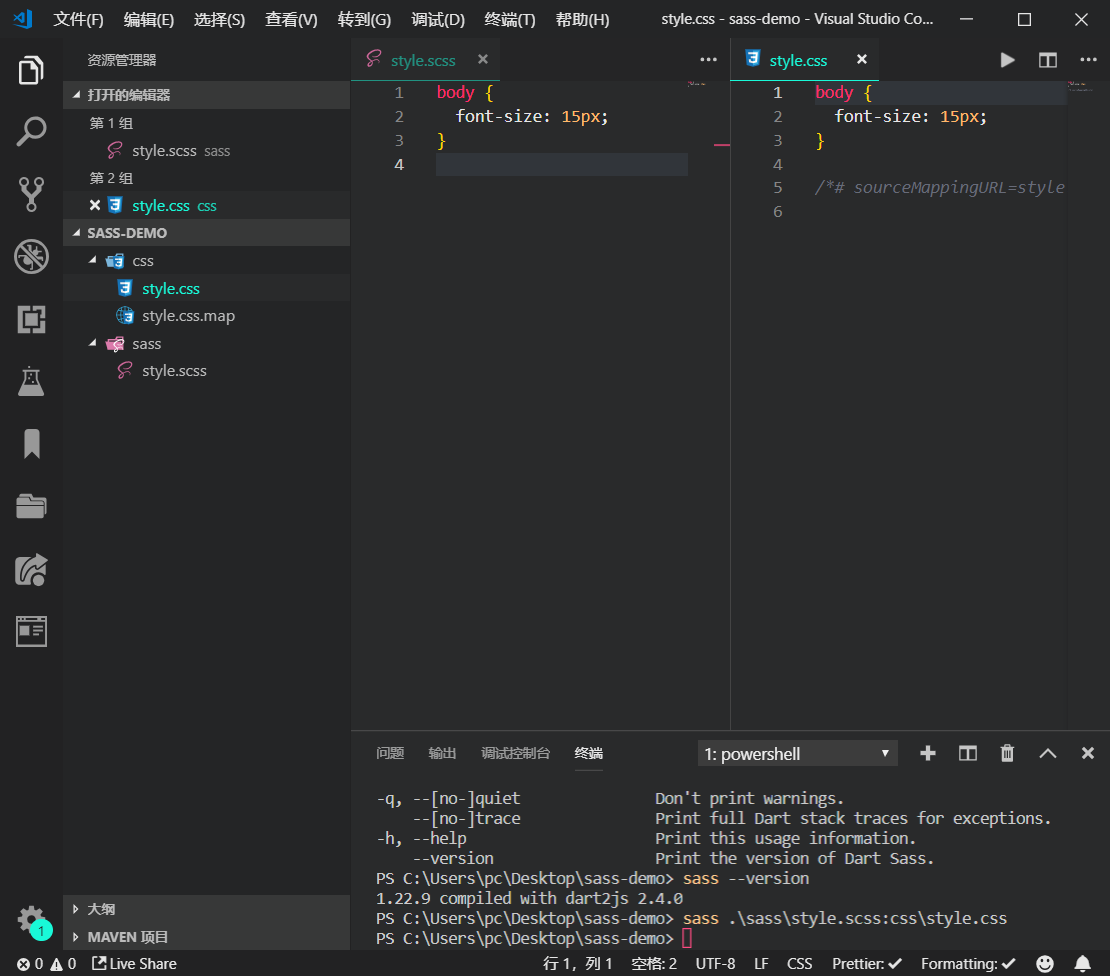 文件(F) 编辑(E) 选择(S) 查看(V) 转到(G) 调试(D) 终端(T) 帮助(H) style.css - sass-demo - Visual Studio Co...
资源管理器
打开的编辑器
第 1 组
style.scss sass
第 2 组
style.css css
SASS-DEMO
css
style.css
style.css.map
sass
style.scss
大纲
MAVEN 项目
1
style.scss
1 body {
2 font-size: 15px;
3 }
4
style.css
1 body {
2 font-size: 15px;
3 }
4
5 /*# sourceMappingURL=style
6
问题 输出 调试控制台 终端 1: powershell
-q, --[no-]quiet Don't print warnings.
--[no-]trace Print full Dart stack traces for exceptions.
-h, --help Print this usage information.
--version Print the version of Dart Sass.
PS C:\Users\pc\Desktop\sass-demo> sass --version
1.22.9 compiled with dart2js 2.4.0
PS C:\Users\pc\Desktop\sass-demo> sass .\sass\style.scss:css\style.css
PS C:\Users\pc\Desktop\sass-demo>
0 0 Live Share 行 1，列 1 空格: 2 UTF-8 LF CSS Prettier: Formatting: